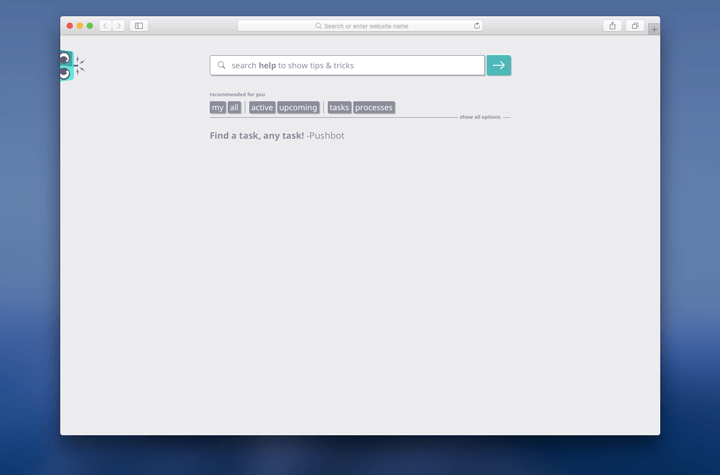 Search or enter website name
search help to show tips & tricks
recommended for you
my all active upcoming tasks processes
show all options
Find a task, any task! -Pushbot